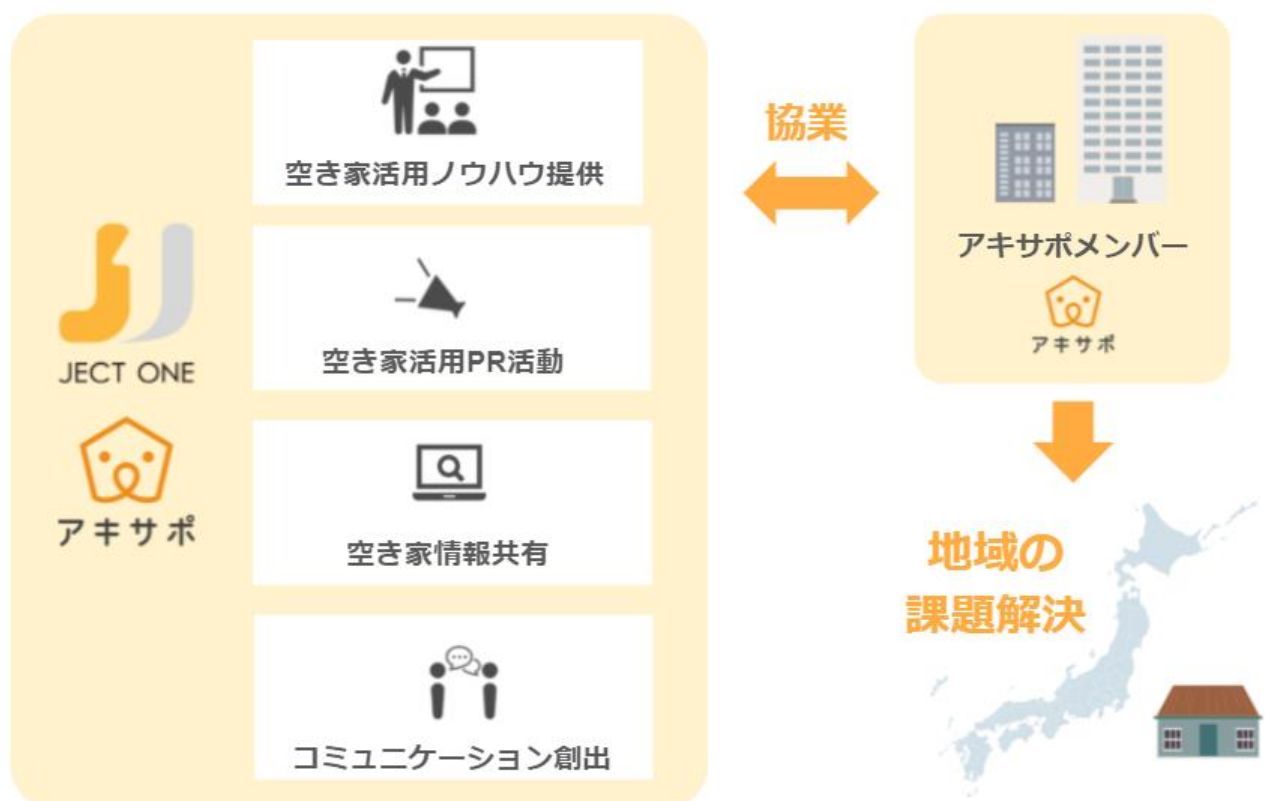 空き家活用ノウハウ提供
空き家活用PR活動
空き家情報共有
コミュニケーション創出
JECT ONE
アキサポ
協業
アキサポメンバー
アキサポ
地域の
課題解決